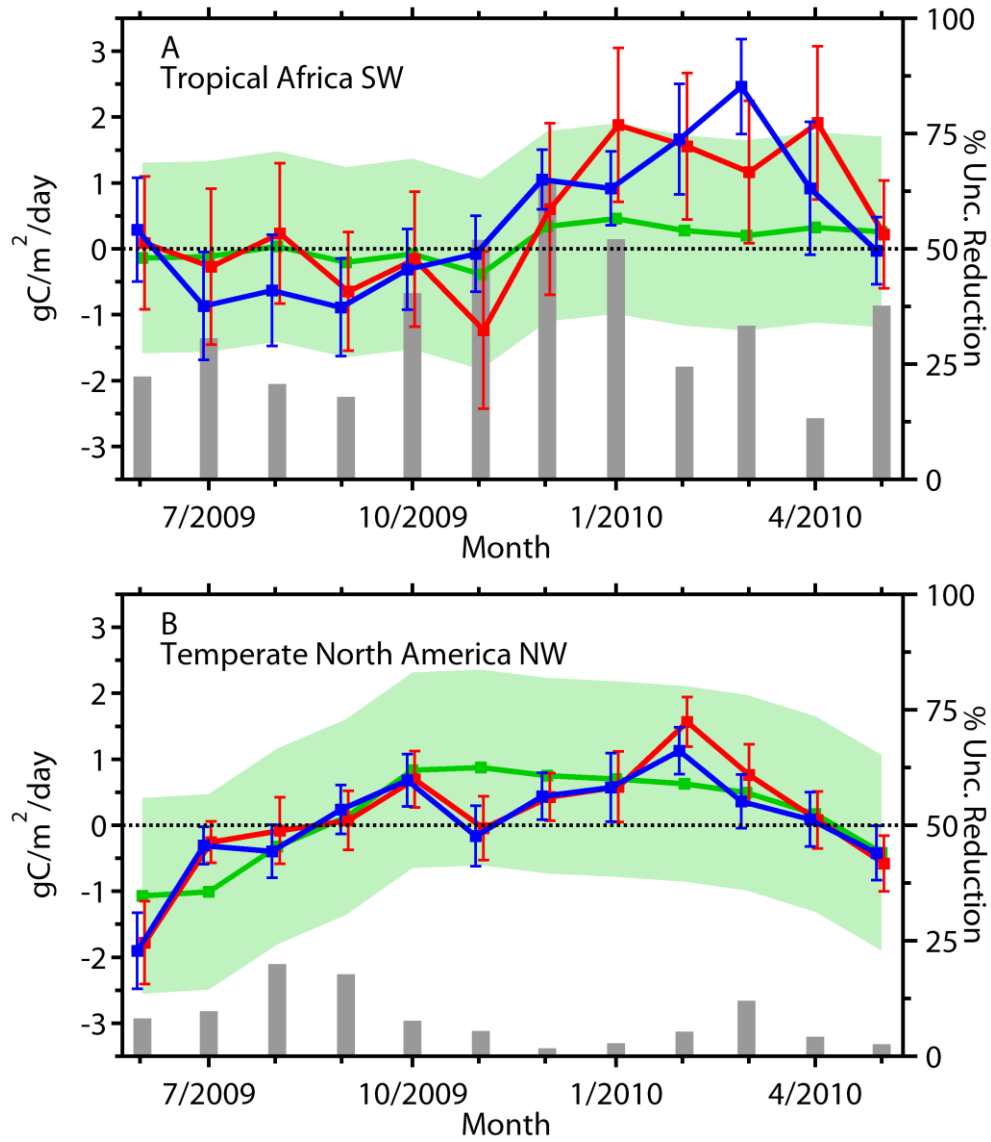 A
Tropical Africa SW
3
2
1
0
-1
-2
-3
gC/m²/day
100
75
50
25
0
% Unc. Reduction
7/2009 10/2009 1/2010 4/2010
Month
B
Temperate North America NW
3
2
1
0
-1
-2
-3
gC/m²/day
100
75
50
25
0
% Unc. Reduction
7/2009 10/2009 1/2010 4/2010
Month